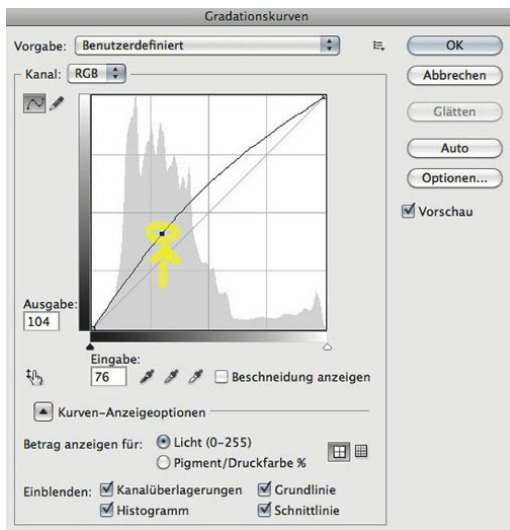 Gradationskurven
Vorgabe: Benutzerdefiniert OK
Kanal: RGB Abbrechen
Glätten
Auto
Optionen...
Vorschau
Ausgabe:
104
Eingabe:
76 Beschneidung anzeigen
Kurven-Anzeigeoptionen
Betrag anzeigen für: Licht (0-255)
Pigment/Druckfarbe %
Einblenden: Kanalüberlagerungen Grundlinie
Histogramm Schnittlinie